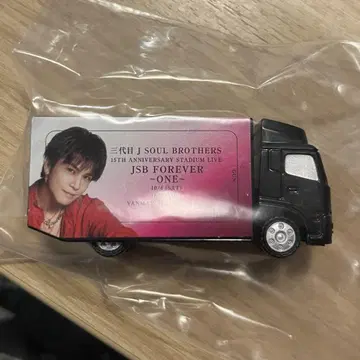 三代目 J SOUL BROTHERS
15TH ANNIVERSARY STADIUM LIVE
JSB FOREVER
~ONE~